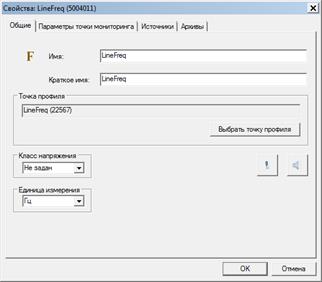 Свойства: LineFreq (5004011)
Общие Параметры точки мониторинга Источники Архивы
F
Имя: LineFreq
Краткое имя: LineFreq
Точка профиля
LineFreq (22567)
Выбрать точку профиля
Класс напряжения
Не задан
Единица измерения
Гц
OK Отмена